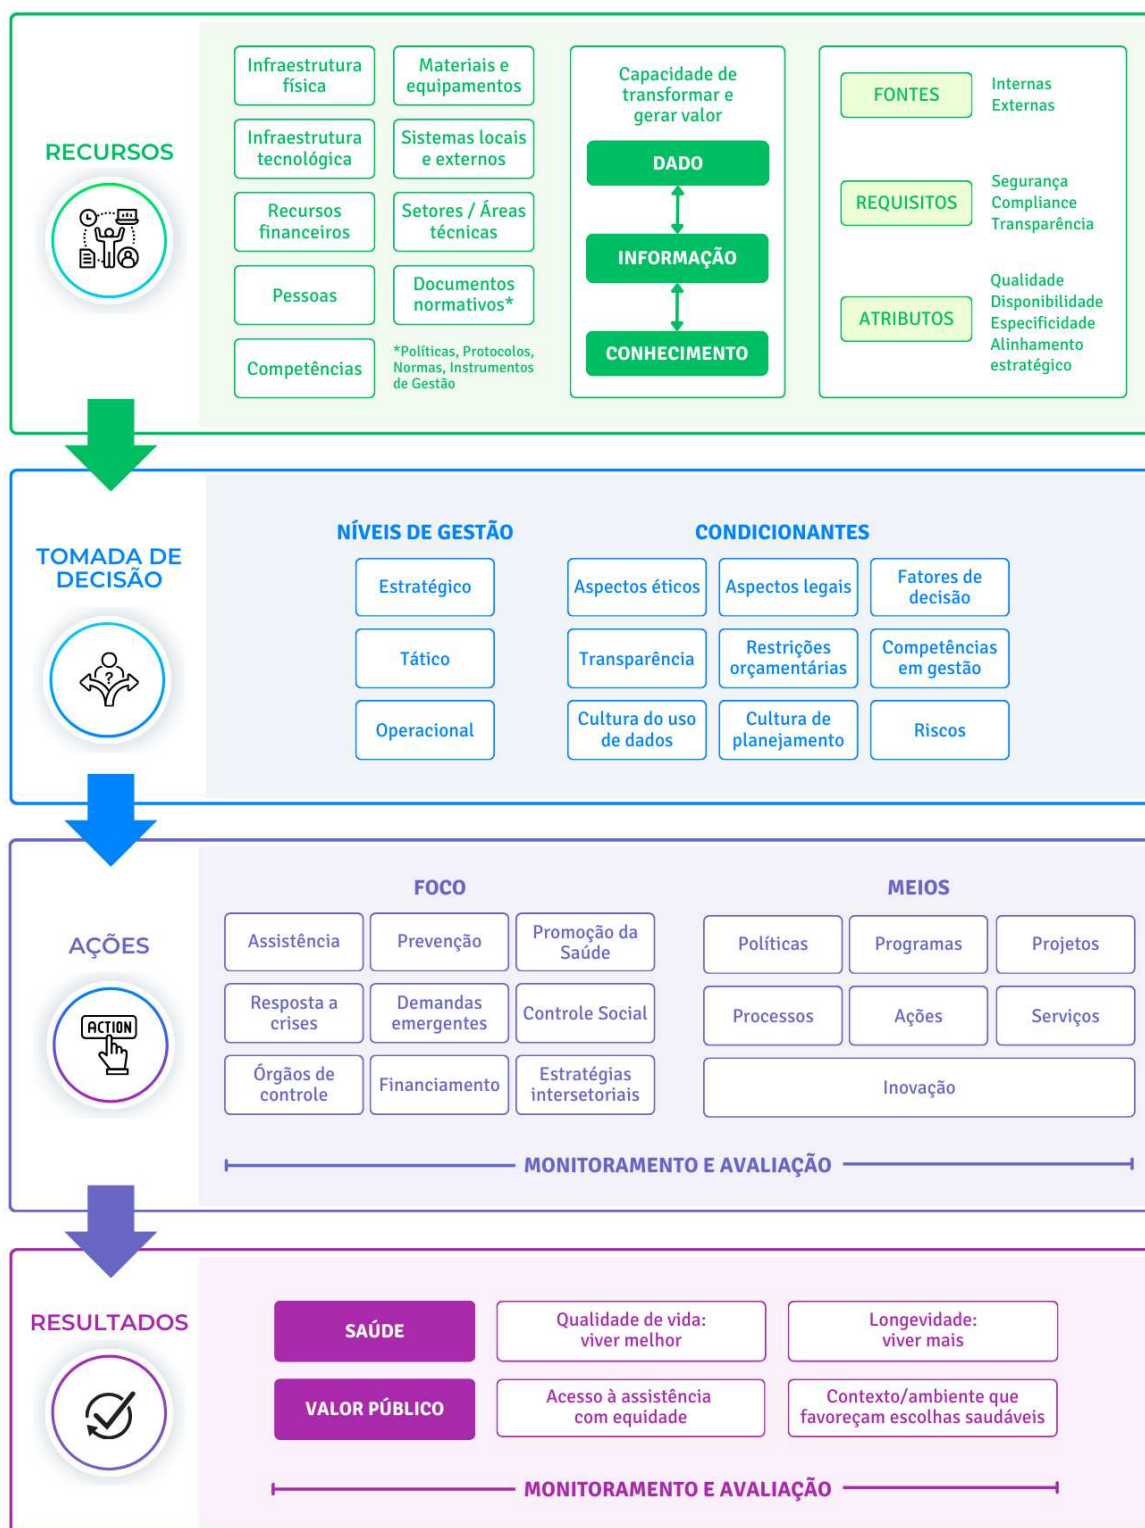 RECURSOS
Infraestrutura
física
Materiais e
equipamentos
Infraestrutura
tecnológica
Sistemas locais
e externos
Recursos
financeiros
Setores / Áreas
técnicas
Pessoas
Documentos
normativos*
Competências
*Políticas, Protocolos,
Normas, Instrumentos
de Gestão
Capacidade de
transformar e
gerar valor
DADO
INFORMAÇÃO
CONHECIMENTO
FONTES
Internas
Externas
REQUISITOS
Segurança
Compliance
Transparência
ATRIBUTOS
Qualidade
Disponibilidade
Especificidade
Alinhamento
estratégico
TOMADA DE
DECISÃO
NÍVEIS DE GESTÃO
Estratégico
Tático
Operacional
CONDICIONANTES
Aspectos éticos
Aspectos legais
Fatores de
decisão
Transparência
Restrições
orçamentárias
Competências
em gestão
Cultura do uso
de dados
Cultura de
planejamento
Riscos
?
AÇÕES
ACTION
FOCO
Assistência
Prevenção
Promoção da
Saúde
Resposta a
crises
Demandas
emergentes
Controle Social
Órgãos de
controle
Financiamento
Estratégias
intersetoriais
MEIOS
Políticas
Programas
Projetos
Processos
Ações
Serviços
Inovação
MONITORAMENTO E AVALIAÇÃO
RESULTADOS
SAÚDE
Qualidade de vida:
viver melhor
Longevidade:
viver mais
VALOR PÚBLICO
Acesso à assistência
com equidade
Contexto/ambiente que
favoreçam escolhas saudáveis
MONITORAMENTO E AVALIAÇÃO